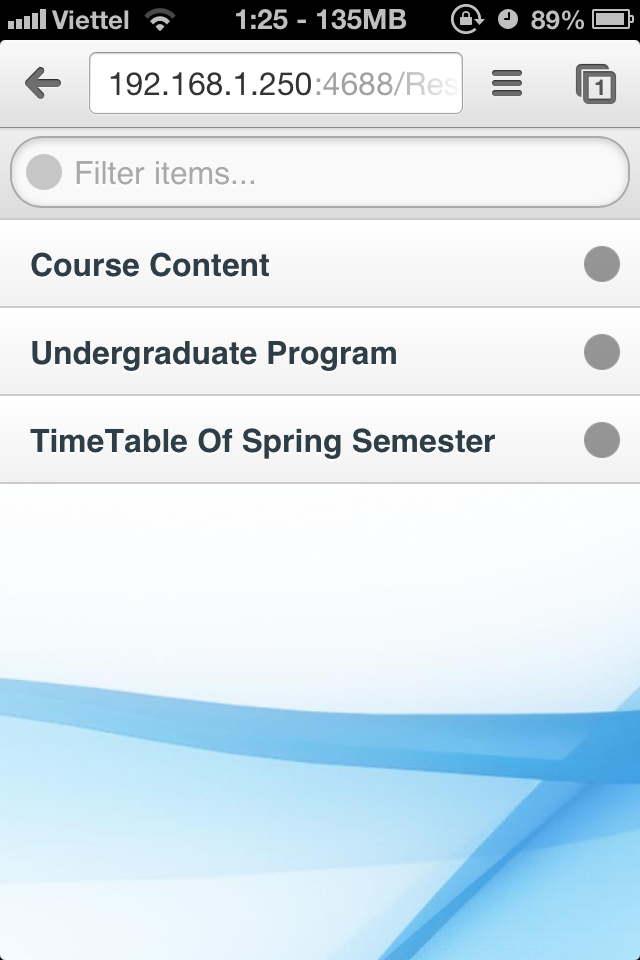 Viettel 1:25 - 135MB 89%
192.168.1.250:4688/Res
1
Filter items...
Course Content
Undergraduate Program
TimeTable Of Spring Semester